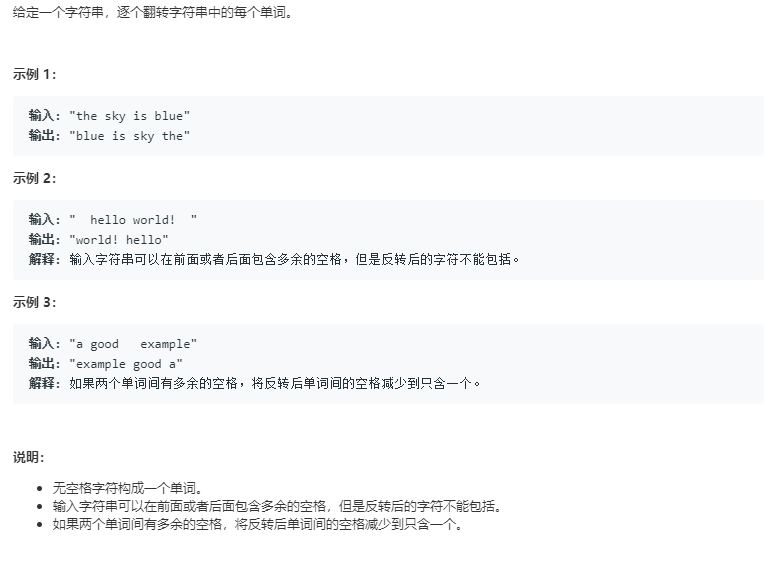 给定一个字符串，逐个翻转字符串中的每个单词。
示例 1：
输入: "the sky is blue"
输出: "blue is sky the"
示例 2：
输入: "  hello world!  "
输出: "world! hello"
解释: 输入字符串可以在前面或者后面包含多余的空格，但是反转后的字符不能包括。
示例 3：
输入: "a good   example"
输出: "example good a"
解释: 如果两个单词间有多余的空格，将反转后单词间的空格减少到只含一个。
说明：
• 无空格字符构成一个单词。
• 输入字符串可以在前面或者后面包含多余的空格，但是反转后的字符不能包括。
• 如果两个单词间有多余的空格，将反转后单词间的空格减少到只含一个。